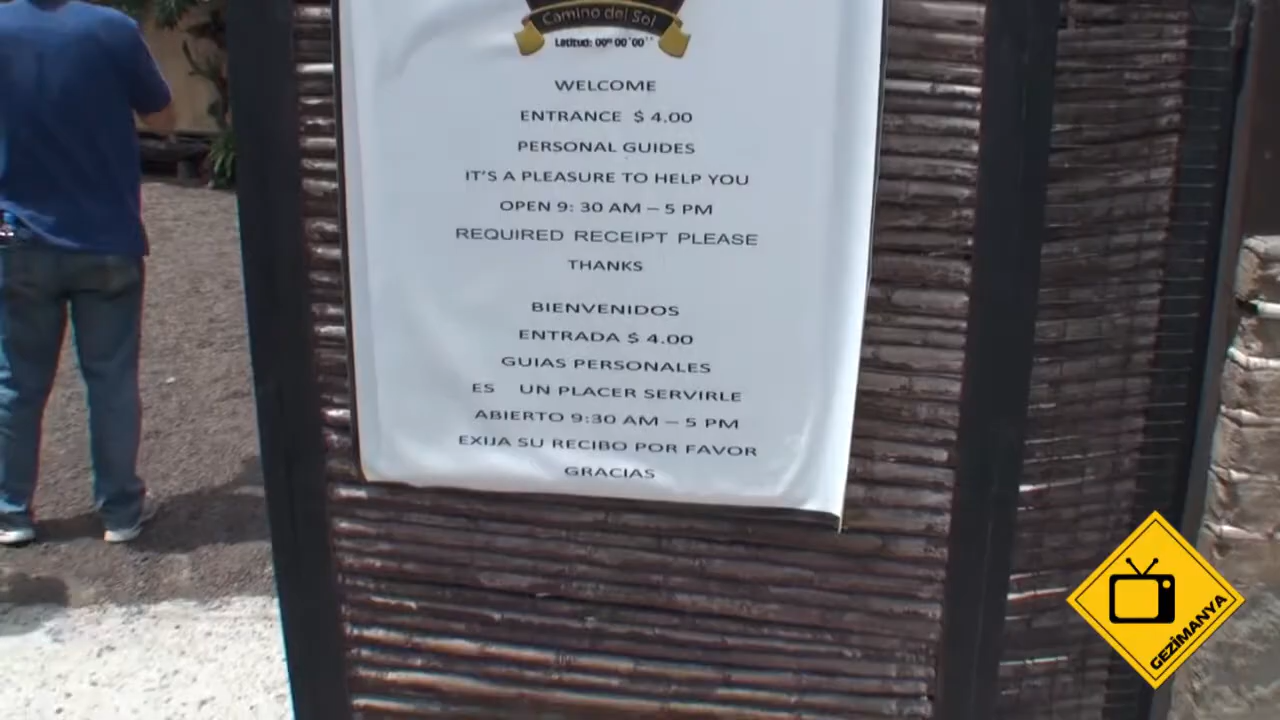 Camino del Sol
Latitud: 00º 00´00´´
WELCOME
ENTRANCE $ 4.00
PERSONAL GUIDES
IT'S A PLEASURE TO HELP YOU
OPEN 9: 30 AM – 5 PM
REQUIRED RECEIPT PLEASE
THANKS
BIENVENIDOS
ENTRADA $ 4.00
GUIAS PERSONALES
ES UN PLACER SERVIRLE
ABIERTO 9:30 AM – 5 PM
EXIJA SU RECIBO POR FAVOR
GRACIAS
GEZİMANYA